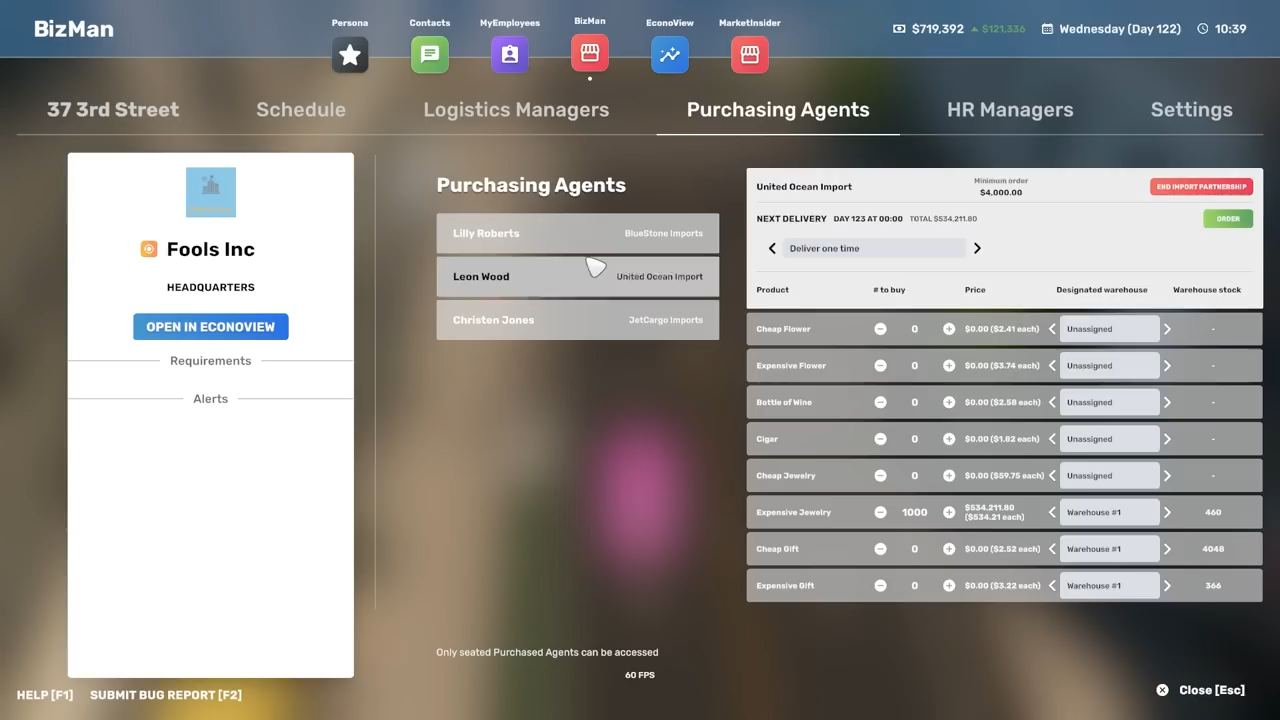 BizMan
Persona
Contacts
MyEmployees
BizMan
EconoView
MarketInsider
$719,392 $121,336 Wednesday (Day 122) 10:39
37 3rd Street Schedule Logistics Managers Purchasing Agents HR Managers Settings
Fools Inc
HEADQUARTERS
OPEN IN ECONOVIEW
Requirements
Alerts
Purchasing Agents
Lilly Roberts BlueStone Imports
Leon Wood United Ocean Import
Christen Jones JetCargo Imports
Only seated Purchased Agents can be accessed
60 FPS
United Ocean Import
Minimum order
$4,000.00
END IMPORT PARTNERSHIP
NEXT DELIVERY DAY 123 AT 00:00 TOTAL $534,211.80
ORDER
Deliver one time
Product # to buy Price Designated warehouse Warehouse stock
Cheap Flower 0 $0.00 ($2.41 each) Unassigned -
Expensive Flower 0 $0.00 ($3.74 each) Unassigned -
Bottle of Wine 0 $0.00 ($2.58 each) Unassigned -
Cigar 0 $0.00 ($1.82 each) Unassigned -
Cheap Jewelry 0 $0.00 ($59.75 each) Unassigned -
Expensive Jewelry 1000 $534,211.80 ($534.21 each) Warehouse #1 460
Cheap Gift 0 $0.00 ($2.52 each) Warehouse #1 4048
Expensive Gift 0 $0.00 ($3.22 each) Warehouse #1 366
HELP [F1] SUBMIT BUG REPORT [F2]
Close [Esc]